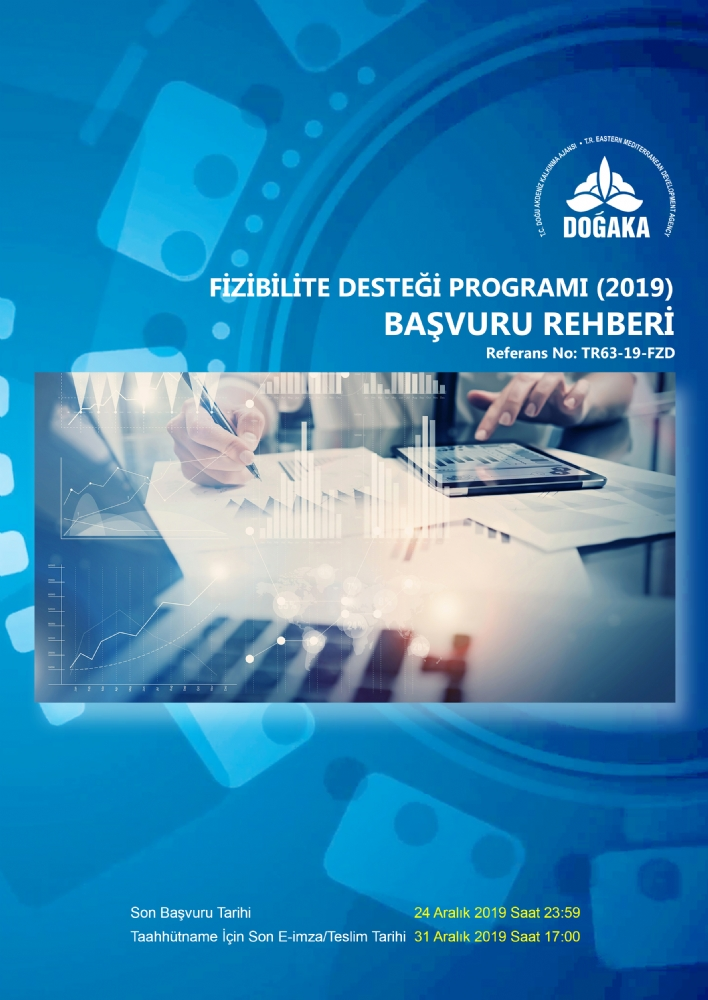 T.C. DOĞU AKDENİZ KALKINMA AJANSI • T.R. EASTERN MEDITERRANEAN DEVELOPMENT AGENCY
DOĞAKA
FİZİBİLİTE DESTEĞİ PROGRAMI (2019)
BAŞVURU REHBERİ
Referans No: TR63-19-FZD
Son Başvuru Tarihi 24 Aralık 2019 Saat 23:59
Taahhütname İçin Son E-imza/Teslim Tarihi 31 Aralık 2019 Saat 17:00